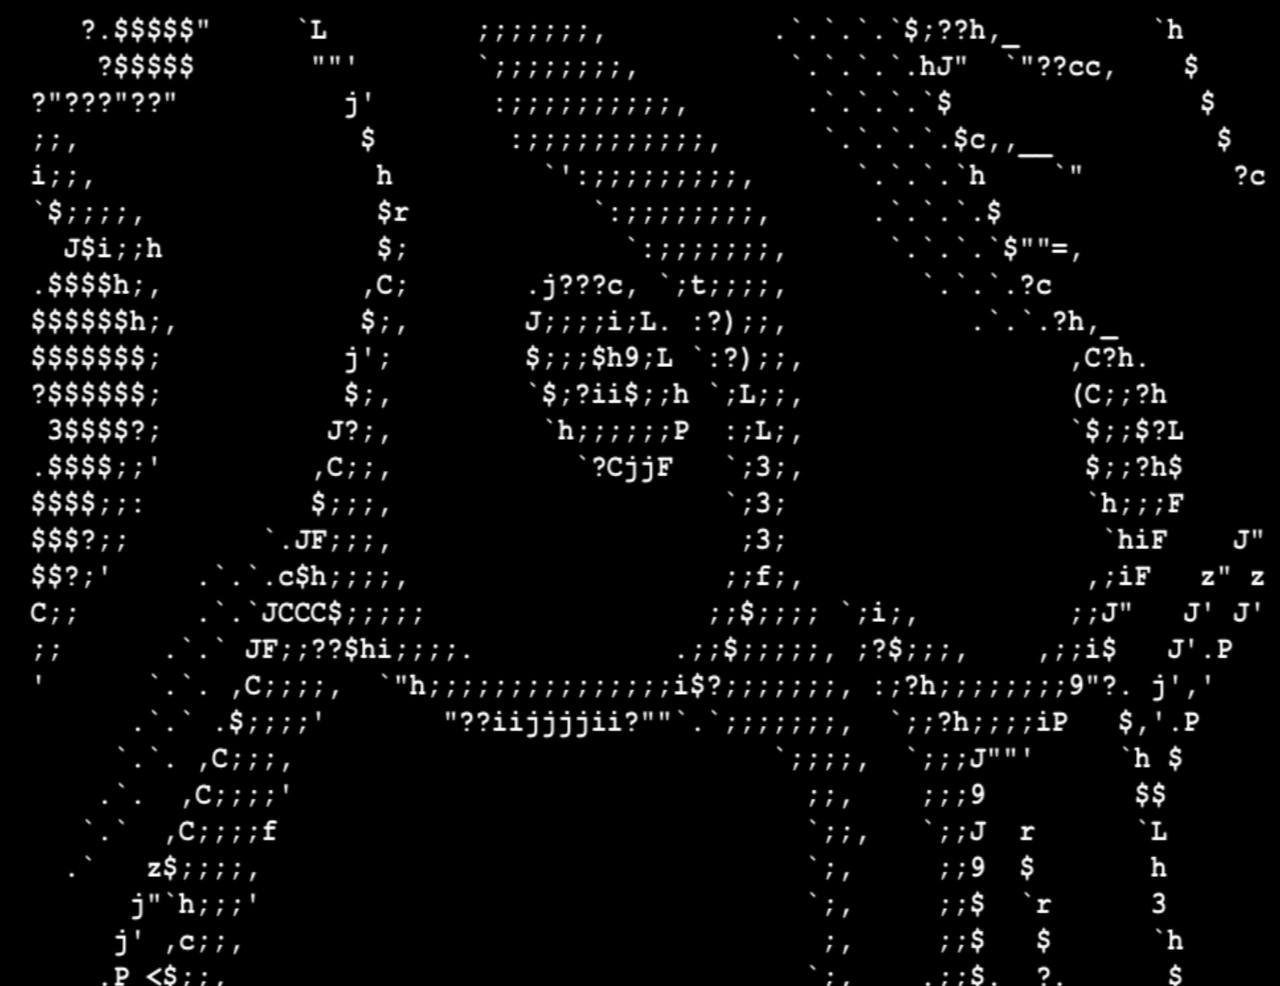 ?.$$$$$"     `L         ;;;;;;;,          .`.`.`.`$;??h,_        `h
?$$$$$       ""'       `;;;;;;;;,         `.`.`.`.hJ"  `"??cc,    $
?"???"??"          j'       :;;;;;;;;;;,       .`.`.`.`$               $
;;,                 $        :;;;;;;;;;;;;,      `.`.`.`.$c,,__          $
i;;,                 h         `':;;;;;;;;;,      `.`.`.`h    `"         ?c
`$;;;;,              $r           `:;;;;;;;;,      .`.`.`.$
J$i;;h             $;             `:;;;;;;;,      `.`.`.`$""=,
.$$$$h;,            ,C;       .j???c, `;t;;;;,        `.`.`.?c
$$$$$$h;,           $;,       J;;;;i;L. :?);;,           .`.`.?h,_
$$$$$$$;           j';        $;;;$h9;L `:?);;,                ,C?h.
?$$$$$$;           $;,        `$;?ii$;;h `;L;;,                (C;;?h
3$$$$?;          J?;,         `h;;;;;;P  :;L;,                `$;;$?L
.$$$$;;'         ,C;;,           `?CjjF   `;3;,                 $;;?h$
$$$$;;;:         $;;;,                    `;3;                  `h;;;F
$$$?;;        `.JF;;;,                     ;3;                   `hiF    J"
$$?;'     .`.`.c$h;;;;,                   ;;f;,                 ,;iF   z" z
C;;       .`.`JCCC$;;;;;                 ;;$;;;; `;i;,         ;;J"   J' J'
;;      .`.` JF;;??$hi;;;;.            .;;$;;;;;, ;?$;;;,    ,;;i$   J'.P
'      `.`. ,C;;;;,  `"h;;;;;;;;;;;;;;;i$?;;;;;;;, :;?h;;;;;;;;9"?. j','
.`.` .$;;;;'       "??iijjjjii?""`.`;;;;;;;,  `;;?h;;;;iP   $,'.P
`.`. ,C;;;,                             `;;;;,  `;;;J""'     `h $
.`.  ,C;;;;'                               ;;,    ;;;9         $$
`.`  ,C;;;;f                                `;;,   `;;J  r      `L
.`   z$;;;;,                                 `;,     ;;9  $       h
j"`h;;;'                                  `;,     ;;$  `r      3
j' ,c;;,                                    ;,     ;;$   $      `h
.P <$;;,                                    `;,    .;;$.  ?.      $